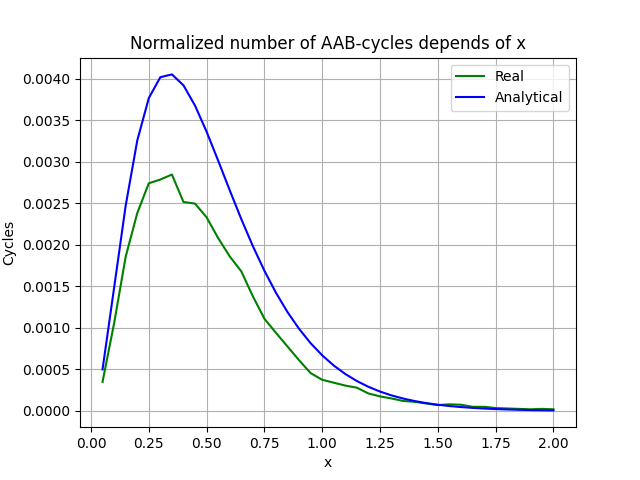 Normalized number of AAB-cycles depends of x
Real
Analytical
Cycles
0.0040
0.0035
0.0030
0.0025
0.0020
0.0015
0.0010
0.0005
0.0000
0.00 0.25 0.50 0.75 1.00 1.25 1.50 1.75 2.00
x